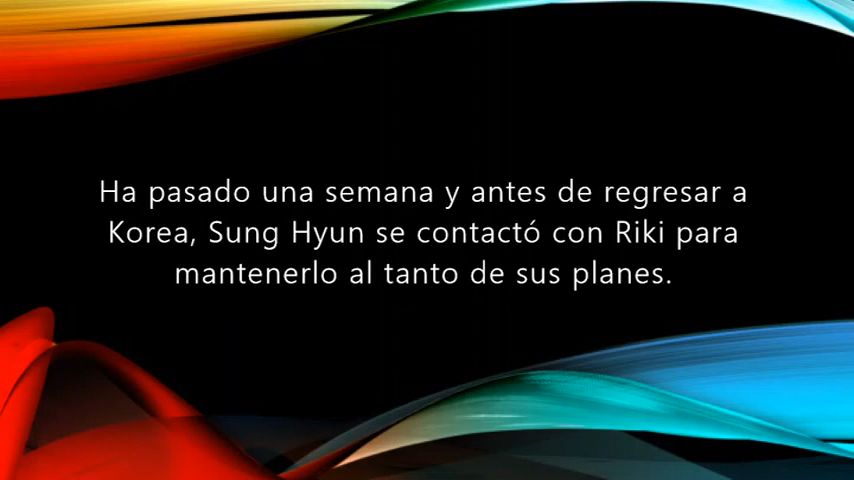 Ha pasado una semana y antes de regresar a
Korea, Sung Hyun se contactó con Riki para
mantenerlo al tanto de sus planes.